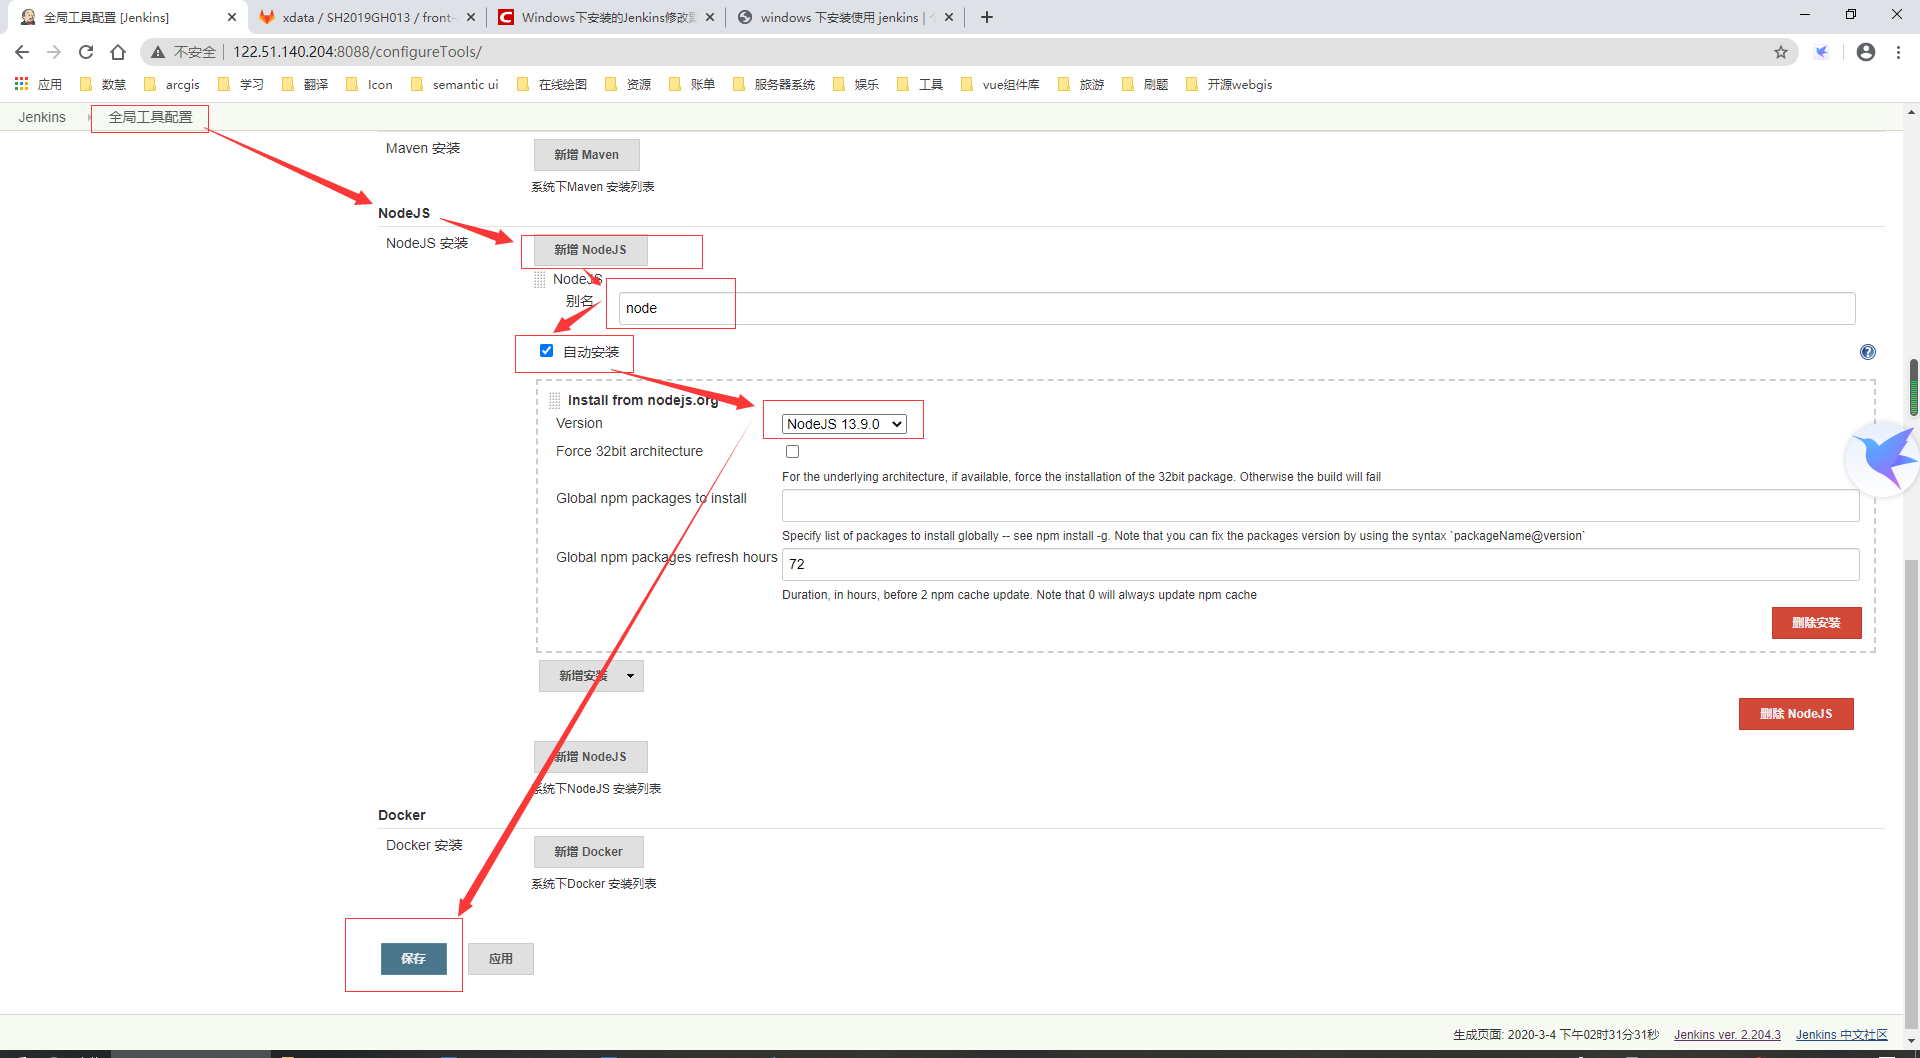 全局工具配置 [Jenkins]
xdata / SH2019GH013 / front-
Windows下安装的Jenkins修改
windows 下安装使用 jenkins |
不安全
122.51.140.204:8088/configureTools/
应用
数慧
arcgis
学习
翻译
Icon
semantic ui
在线绘图
资源
账单
服务器系统
娱乐
工具
vue组件库
旅游
刷题
开源webgis
Jenkins
全局工具配置
Maven 安装
新增 Maven
系统下Maven 安装列表
NodeJS
NodeJS 安装
新增 NodeJS
NodeJS
别名
node
自动安装
Install from nodejs.org
Version
NodeJS 13.9.0
Force 32bit architecture
For the underlying architecture, if available, force the installation of the 32bit package. Otherwise the build will fail
Global npm packages to install
Specify list of packages to install globally -- see npm install -g. Note that you can fix the packages version by using the syntax `packageName@version`
Global npm packages refresh hours
72
Duration, in hours, before 2 npm cache update. Note that 0 will always update npm cache
删除安装
新增安装
删除 NodeJS
新增 NodeJS
系统下NodeJS 安装列表
Docker
Docker 安装
新增 Docker
系统下Docker 安装列表
保存
应用
生成页面: 2020-3-4 下午02时31分31秒
Jenkins ver. 2.204.3
Jenkins 中文社区